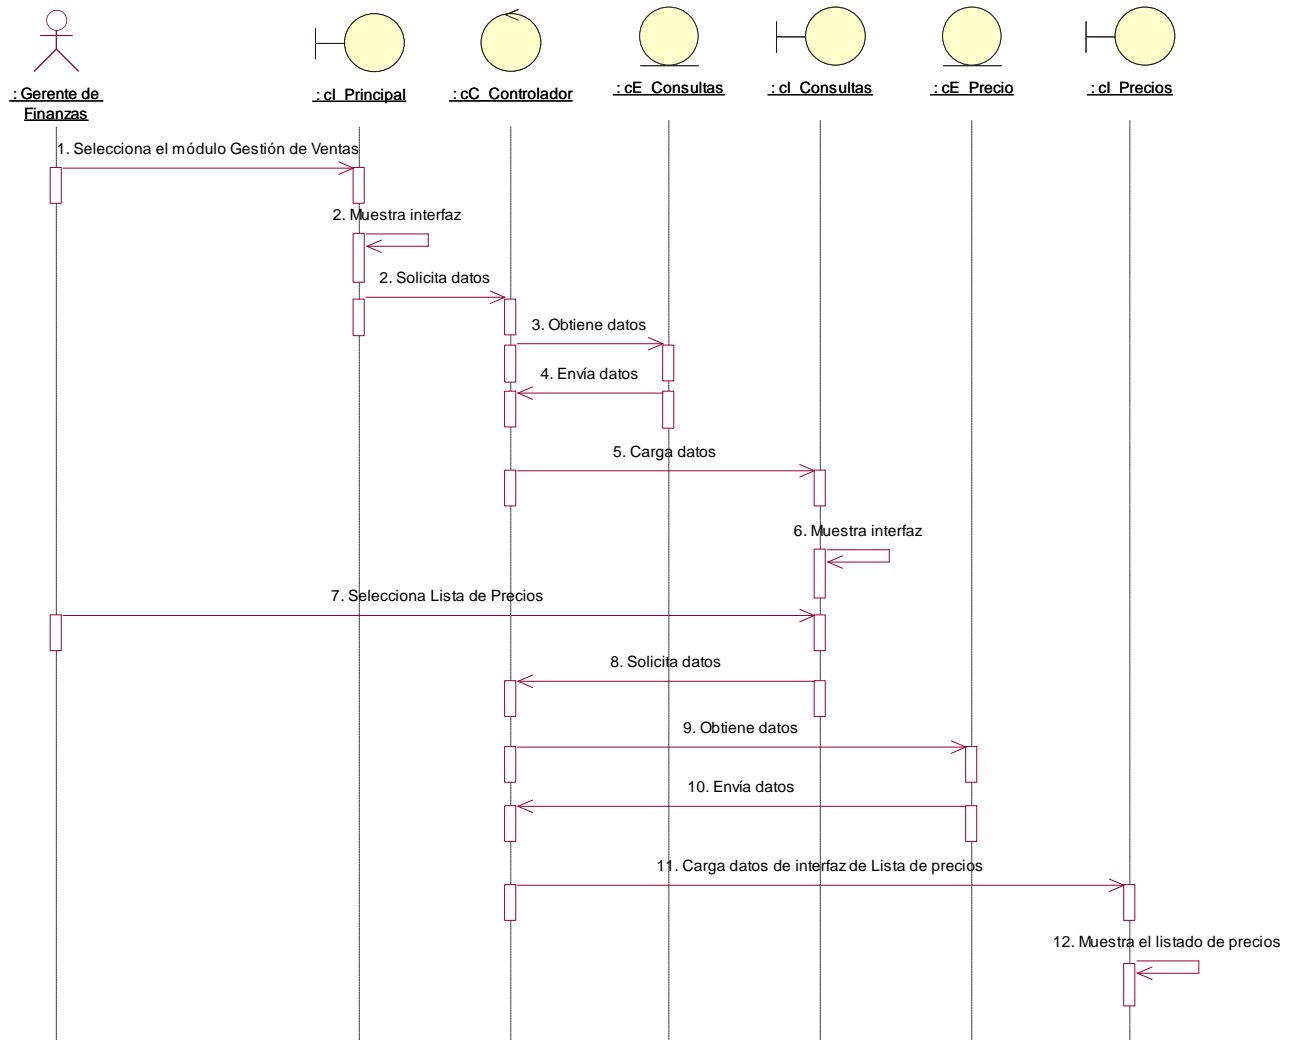 : Gerente de
Finanzas
: cI_Principal
: cC_Controlador
: cE_Consultas
: cI_Consultas
: cE_Precio
: cI_Precios
1. Selecciona el módulo Gestión de Ventas
2. Muestra interfaz
2. Solicita datos
3. Obtiene datos
4. Envía datos
5. Carga datos
6. Muestra interfaz
7. Selecciona Lista de Precios
8. Solicita datos
9. Obtiene datos
10. Envía datos
11. Carga datos de interfaz de Lista de precios
12. Muestra el listado de precios